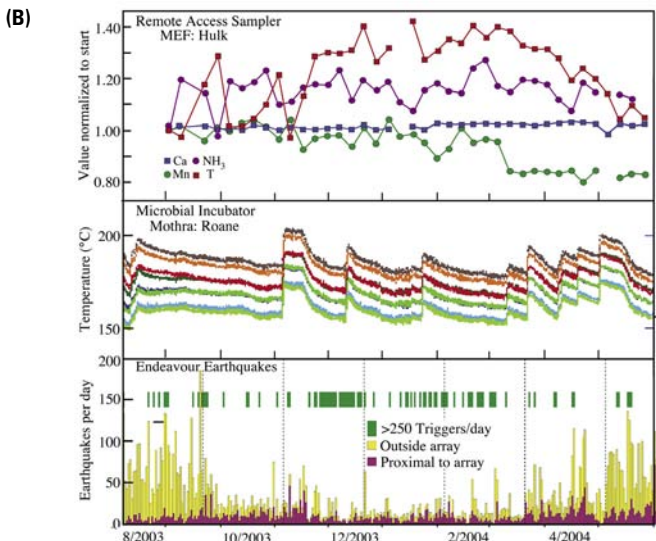 (B)
Remote Access Sampler
MEF: Hulk
Value normalized to start
1.40
1.20
1.00
0.80
Ca
NH3
Mn
T
Microbial Incubator
Mothra: Roane
Temperature (°C)
200
150
Endeavour Earthquakes
Earthquakes per day
200
150
100
50
0
>250 Triggers/day
Outside array
Proximal to array
8/2003
10/2003
12/2003
2/2004
4/2004